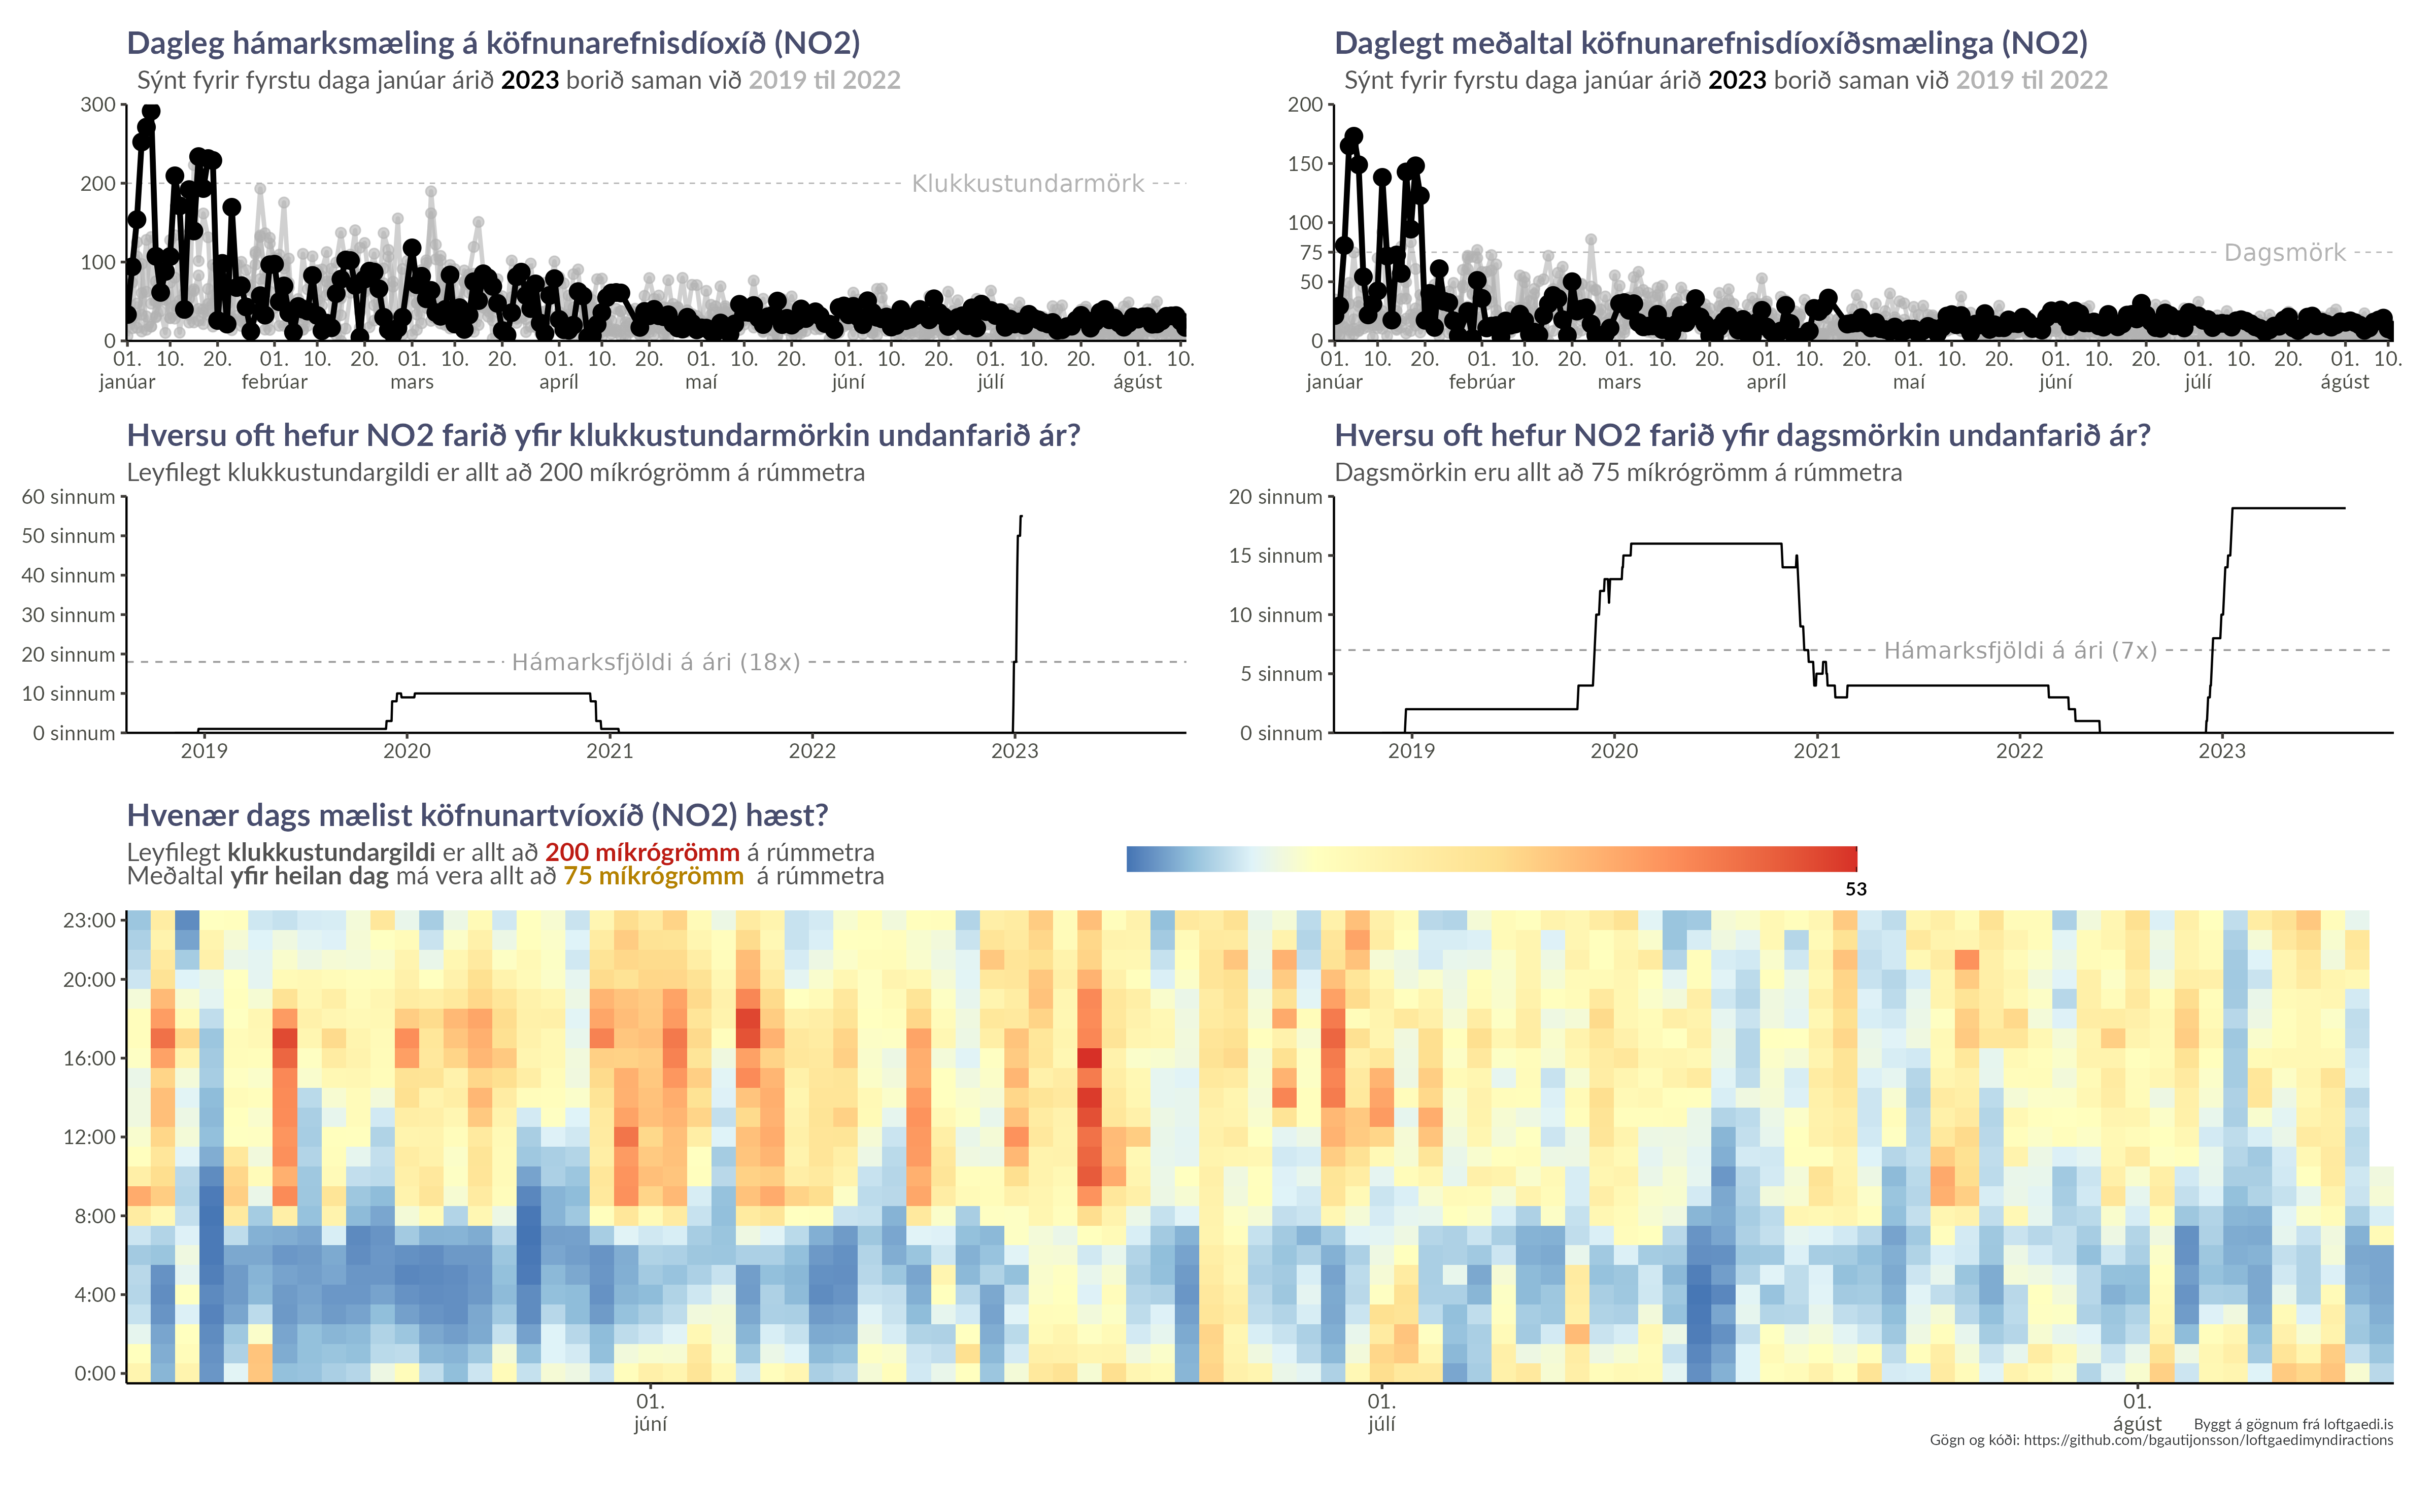 Dagleg hámarksmæling á köfnunarefnisdíoxíð (NO2)
Sýnt fyrir fyrstu daga janúar árið 2023 borið saman við 2019 til 2022
300
200
100
0
Klukkustundarmörk
01. 10. 20. 01. 10. 20. 01. 10. 20. 01. 10. 20. 01. 10. 20. 01. 10. 20. 01. 10. 20. 01. 10.
janúar febrúar mars apríl maí júní júlí ágúst
Daglegt meðaltal köfnunarefnisdíoxíðsmælinga (NO2)
Sýnt fyrir fyrstu daga janúar árið 2023 borið saman við 2019 til 2022
200
150
100
75
50
0
Dagsmörk
01. 10. 20. 01. 10. 20. 01. 10. 20. 01. 10. 20. 01. 10. 20. 01. 10. 20. 01. 10. 20. 01. 10.
janúar febrúar mars apríl maí júní júlí ágúst
Hversu oft hefur NO2 farið yfir klukkustundarmörkin undanfarið ár?
Leyfilegt klukkustundargildi er allt að 200 míkrógrömm á rúmmetra
60 sinnum
50 sinnum
40 sinnum
30 sinnum
20 sinnum
10 sinnum
0 sinnum
Hámarksfjöldi á ári (18x)
2019 2020 2021 2022 2023
Hversu oft hefur NO2 farið yfir dagsmörkin undanfarið ár?
Dagsmörkin eru allt að 75 míkrógrömm á rúmmetra
20 sinnum
15 sinnum
10 sinnum
5 sinnum
0 sinnum
Hámarksfjöldi á ári (7x)
2019 2020 2021 2022 2023
Hvenær dags mælist köfnunartvíoxíð (NO2) hæst?
Leyfilegt klukkustundargildi er allt að 200 míkrógrömm á rúmmetra
Meðaltal yfir heilan dag má vera allt að 75 míkrógrömm á rúmmetra
53
23:00
20:00
16:00
12:00
8:00
4:00
0:00
01. 01. 01.
júní júlí ágúst
Byggt á gögnum frá loftgaedi.is
Gögn og kóði: https://github.com/bgautijonsson/loftgaedimyndiractions